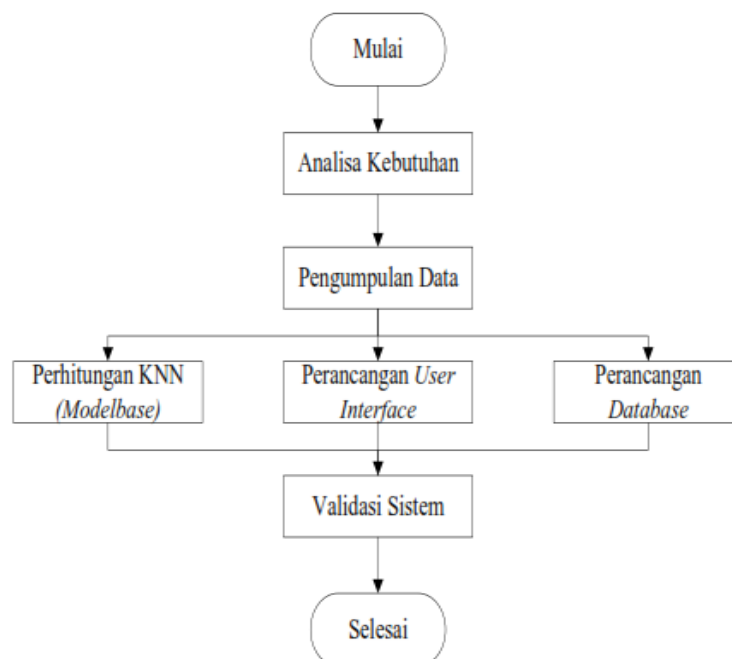 Mulai
Analisa Kebutuhan
Pengumpulan Data
Perhitungan KNN
(Modelbase)
Perancangan User
Interface
Perancangan
Database
Validasi Sistem
Selesai